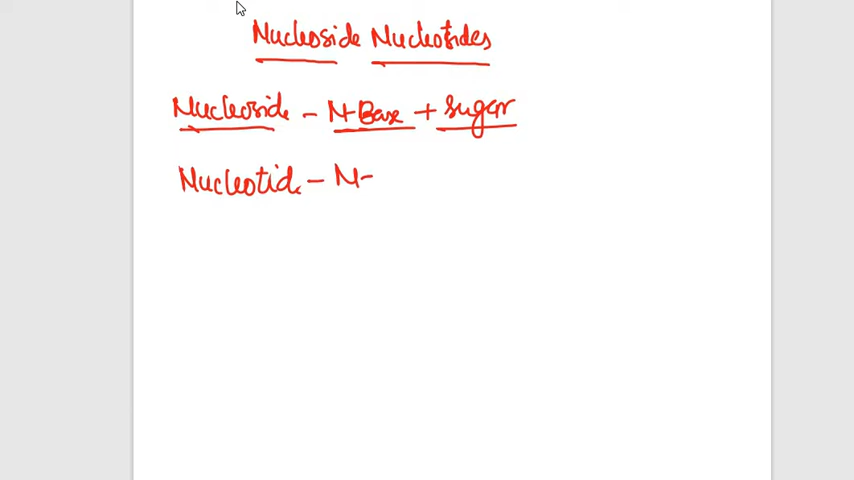 Nucleoside Nucleotides
Nucleoside - N-Base + Sugar
Nucleotide - N-